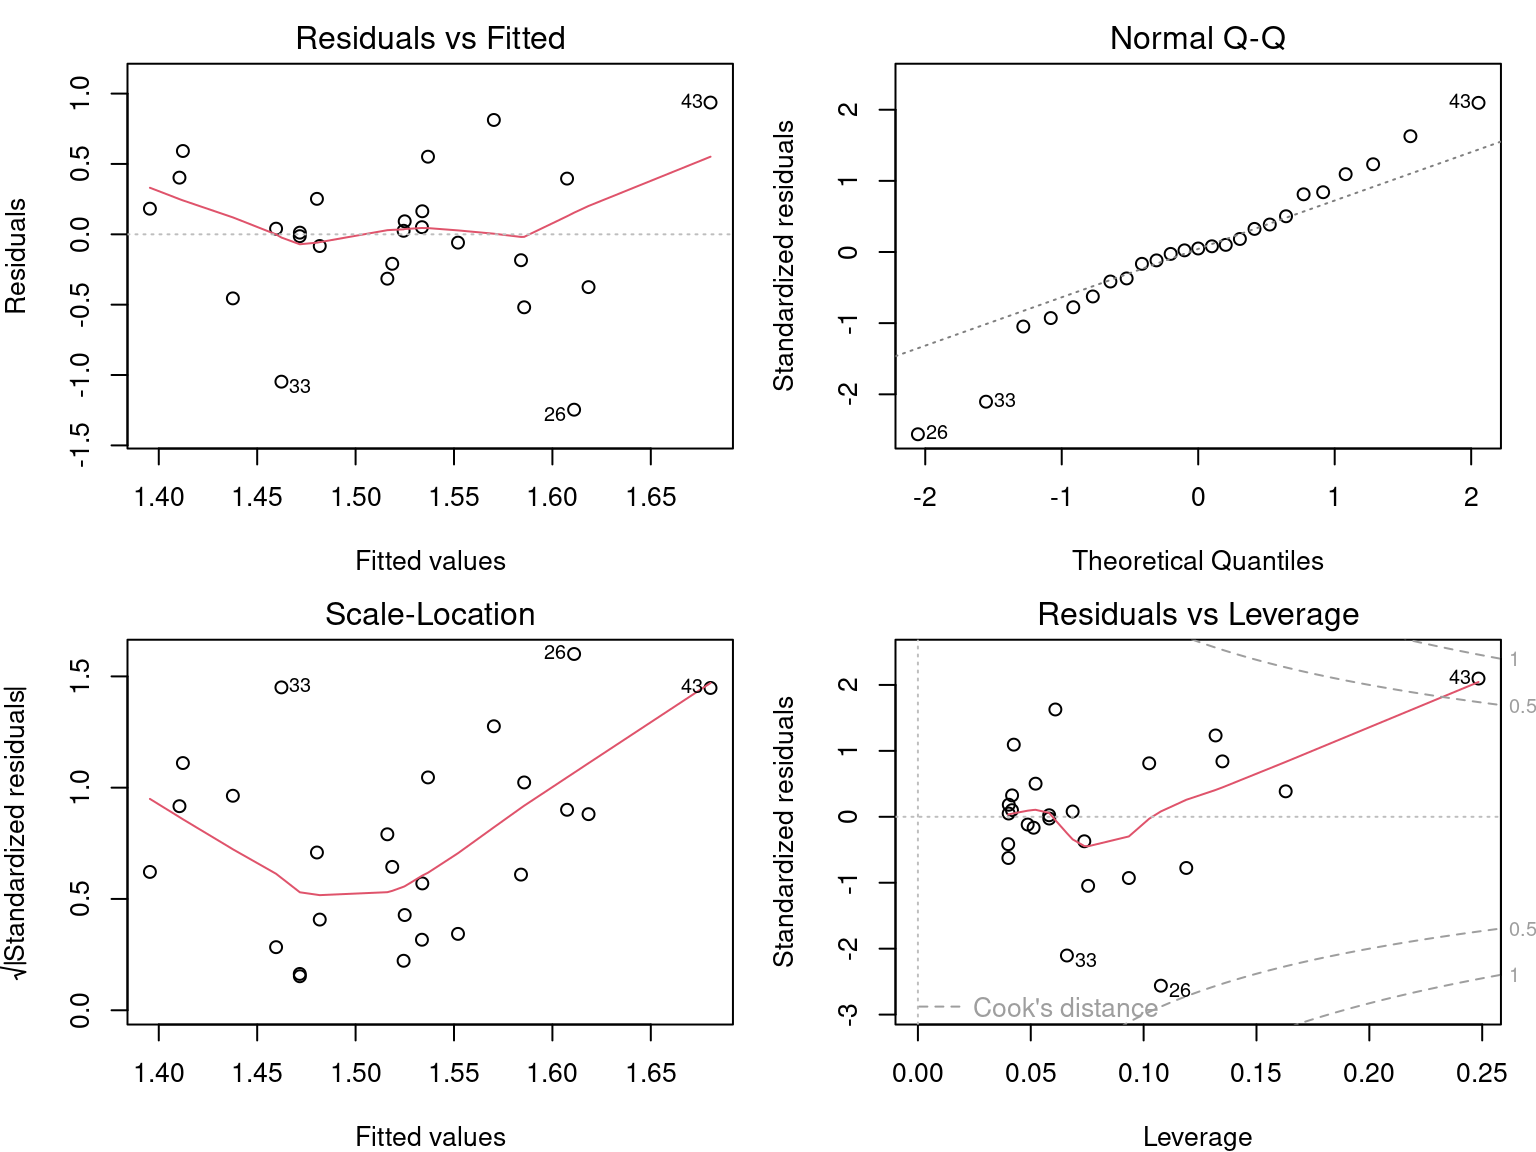 Residuals vs Fitted
Residuals
1.0
0.5
0.0
-0.5
-1.0
-1.5
43
33
26
1.40 1.45 1.50 1.55 1.60 1.65
Fitted values
Normal Q-Q
Standardized residuals
2
1
0
-1
-2
43
33
26
-2 -1 0 1 2
Theoretical Quantiles
Scale-Location
√|Standardized residuals|
1.5
1.0
0.5
0.0
26
33
43
1.40 1.45 1.50 1.55 1.60 1.65
Fitted values
Residuals vs Leverage
Standardized residuals
2
1
0
-1
-2
-3
1
43
0.5
0.5
33
1
26
Cook's distance
0.00 0.05 0.10 0.15 0.20 0.25
Leverage